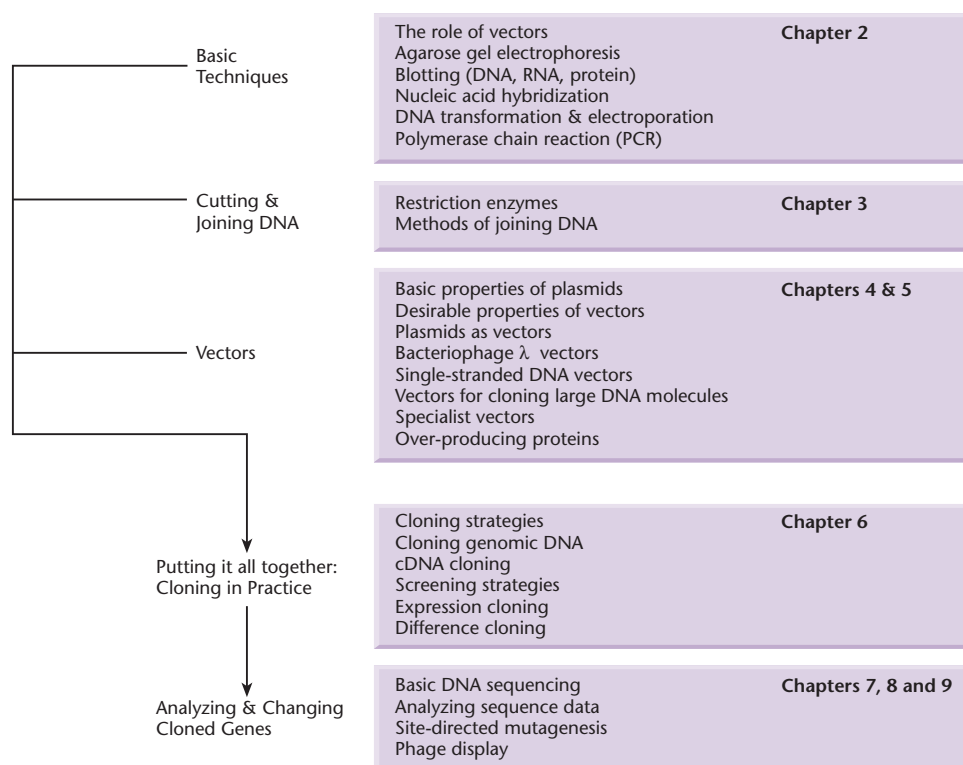 Basic
Techniques
The role of vectors
Chapter 2
Agarose gel electrophoresis
Blotting (DNA, RNA, protein)
Nucleic acid hybridization
DNA transformation & electroporation
Polymerase chain reaction (PCR)
Cutting &
Joining DNA
Restriction enzymes
Chapter 3
Methods of joining DNA
Vectors
Basic properties of plasmids
Chapters 4 & 5
Desirable properties of vectors
Plasmids as vectors
Bacteriophage λ vectors
Single-stranded DNA vectors
Vectors for cloning large DNA molecules
Specialist vectors
Over-producing proteins
Putting it all together:
Cloning in Practice
Cloning strategies
Chapter 6
Cloning genomic DNA
cDNA cloning
Screening strategies
Expression cloning
Difference cloning
Analyzing & Changing
Cloned Genes
Basic DNA sequencing
Chapters 7, 8 and 9
Analyzing sequence data
Site-directed mutagenesis
Phage display